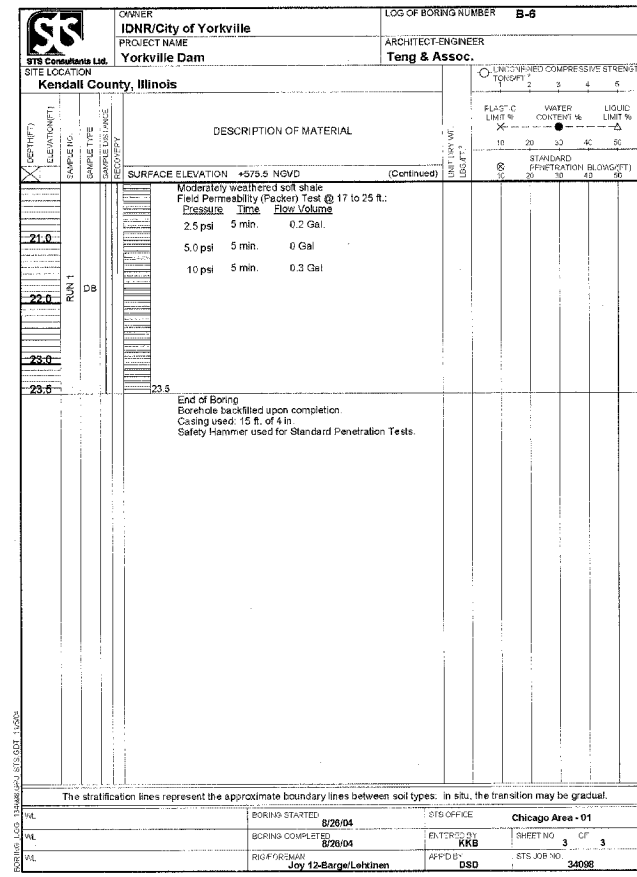 STS
STS Consultants Ltd.
OWNER
IDNR/City of Yorkville
LOG OF BORING NUMBER B-6
PROJECT NAME
Yorkville Dam
ARCHITECT-ENGINEER
Teng & Assoc.
SITE LOCATION
Kendall County, Illinois
UNCONFINED COMPRESSIVE STRENGTH
TONS/FT.²
1 2 3 4 5
PLASTIC LIMIT % WATER CONTENT % LIQUID LIMIT %
10 20 30 40 50
STANDARD
PENETRATION BLOWS/(FT)
10 20 30 40 50
DEPTH(FT)
ELEVATION(FT)
SAMPLE NO.
SAMPLE TYPE
SAMPLE DISTANCE
RECOVERY
DESCRIPTION OF MATERIAL
UNIT DRY WT.
LBS./FT.³
SURFACE ELEVATION +575.5 NGVD (Continued)
Moderately weathered soft shale
Field Permeability (Packer) Test @ 17 to 25 ft.:
Pressure Time Flow Volume
2.5 psi 5 min. 0.2 Gal.
21.0
5.0 psi 5 min. 0 Gal
10 psi 5 min. 0.3 Gal
RUN 1
DB
22.0
23.0
23.5
23.5
End of Boring
Borehole backfilled upon completion.
Casing used: 15 ft. of 4 in.
Safety Hammer used for Standard Penetration Tests.
The stratification lines represent the approximate boundary lines between soil types: in situ, the transition may be gradual.
WL
BORING STARTED
8/26/04
STS OFFICE
Chicago Area - 01
WL
BORING COMPLETED
8/26/04
ENTERED BY
KKB
SHEET NO. OF
3 3
WL
RIG/FOREMAN
Joy 12-Barge/Lehtinen
APP'D BY
DSD
STS JOB NO.
34098